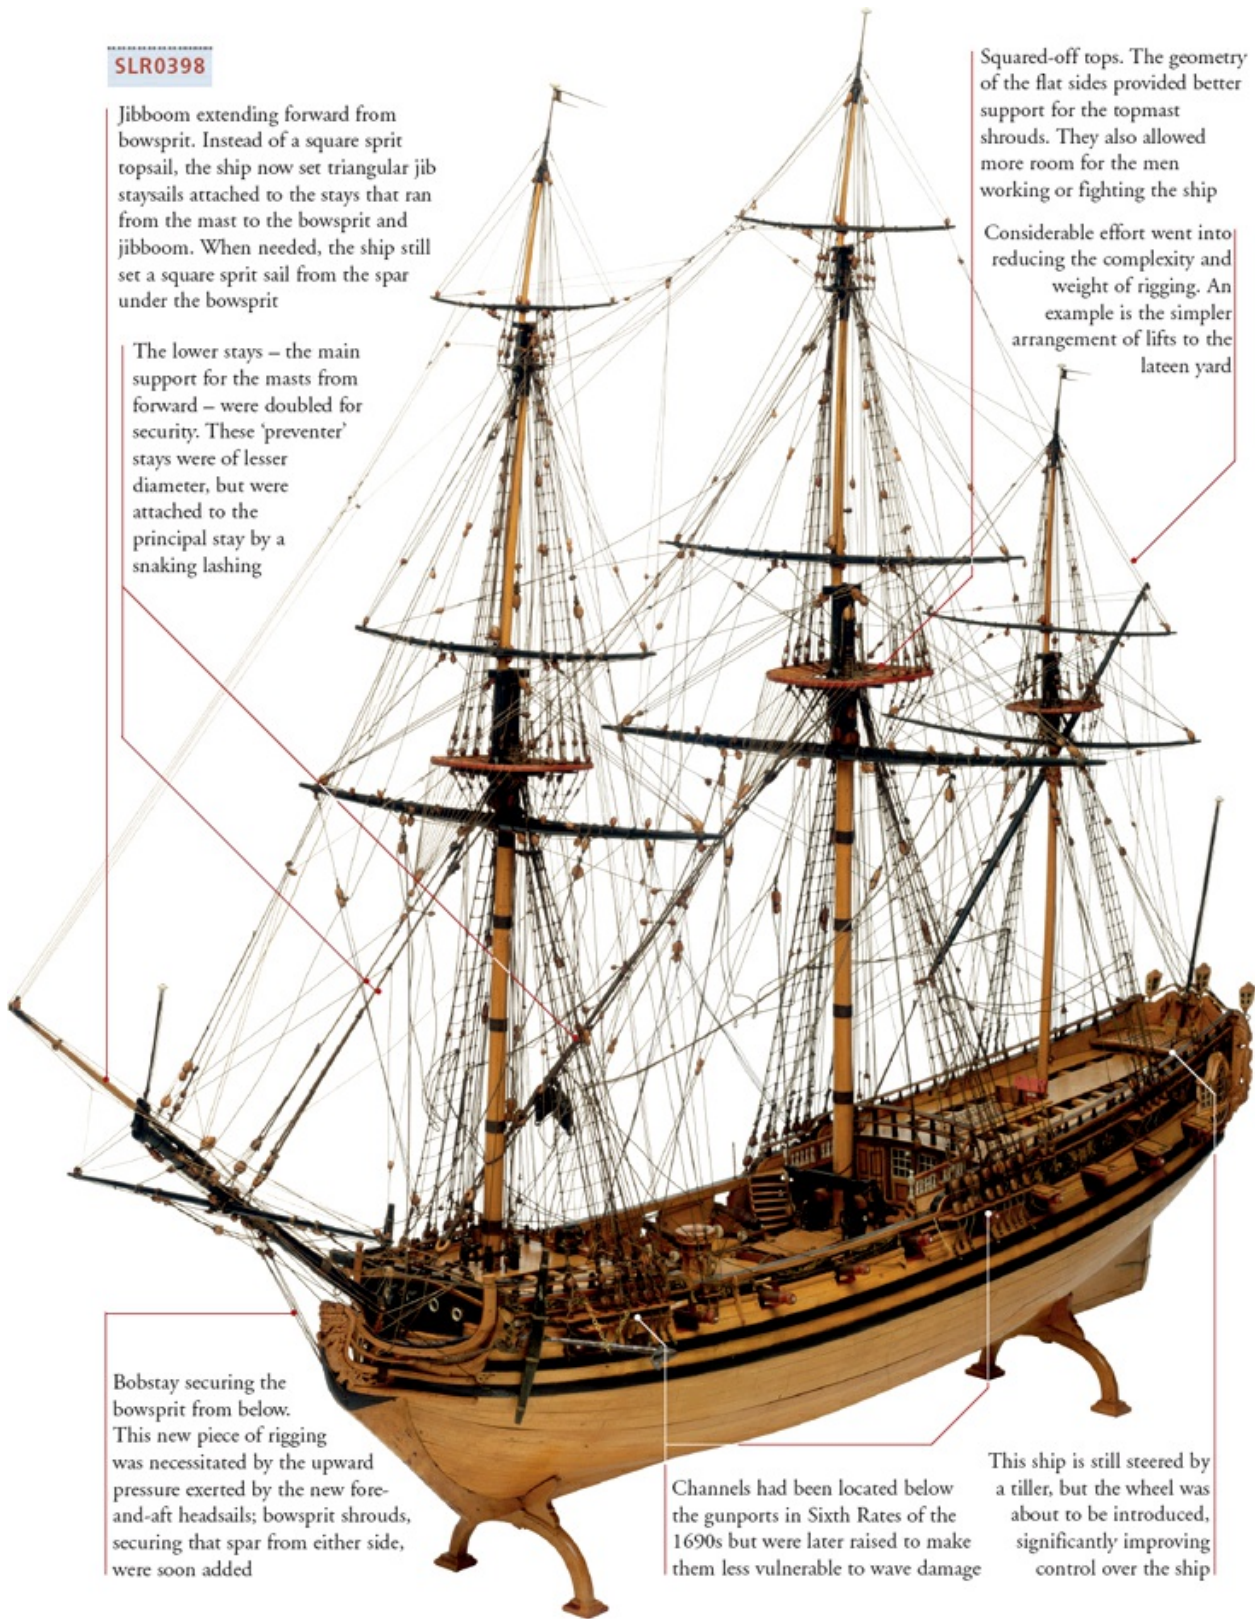 SLR0398
Jibboom extending forward from
bowsprit. Instead of a square sprit
topsail, the ship now set triangular jib
staysails attached to the stays that ran
from the mast to the bowsprit and
jibboom. When needed, the ship still
set a square sprit sail from the spar
under the bowsprit
The lower stays – the main
support for the masts from
forward – were doubled for
security. These ‘preventer’
stays were of lesser
diameter, but were
attached to the
principal stay by a
snaking lashing
Squared-off tops. The geometry
of the flat sides provided better
support for the topmast
shrouds. They also allowed
more room for the men
working or fighting the ship
Considerable effort went into
reducing the complexity and
weight of rigging. An
example is the simpler
arrangement of lifts to the
lateen yard
Bobstay securing the
bowsprit from below.
This new piece of rigging
was necessitated by the upward
pressure exerted by the new fore-
and-aft headsails; bowsprit shrouds,
securing that spar from either side,
were soon added
Channels had been located below
the gunports in Sixth Rates of the
1690s but were later raised to make
them less vulnerable to wave damage
This ship is still steered by
a tiller, but the wheel was
about to be introduced,
significantly improving
control over the ship